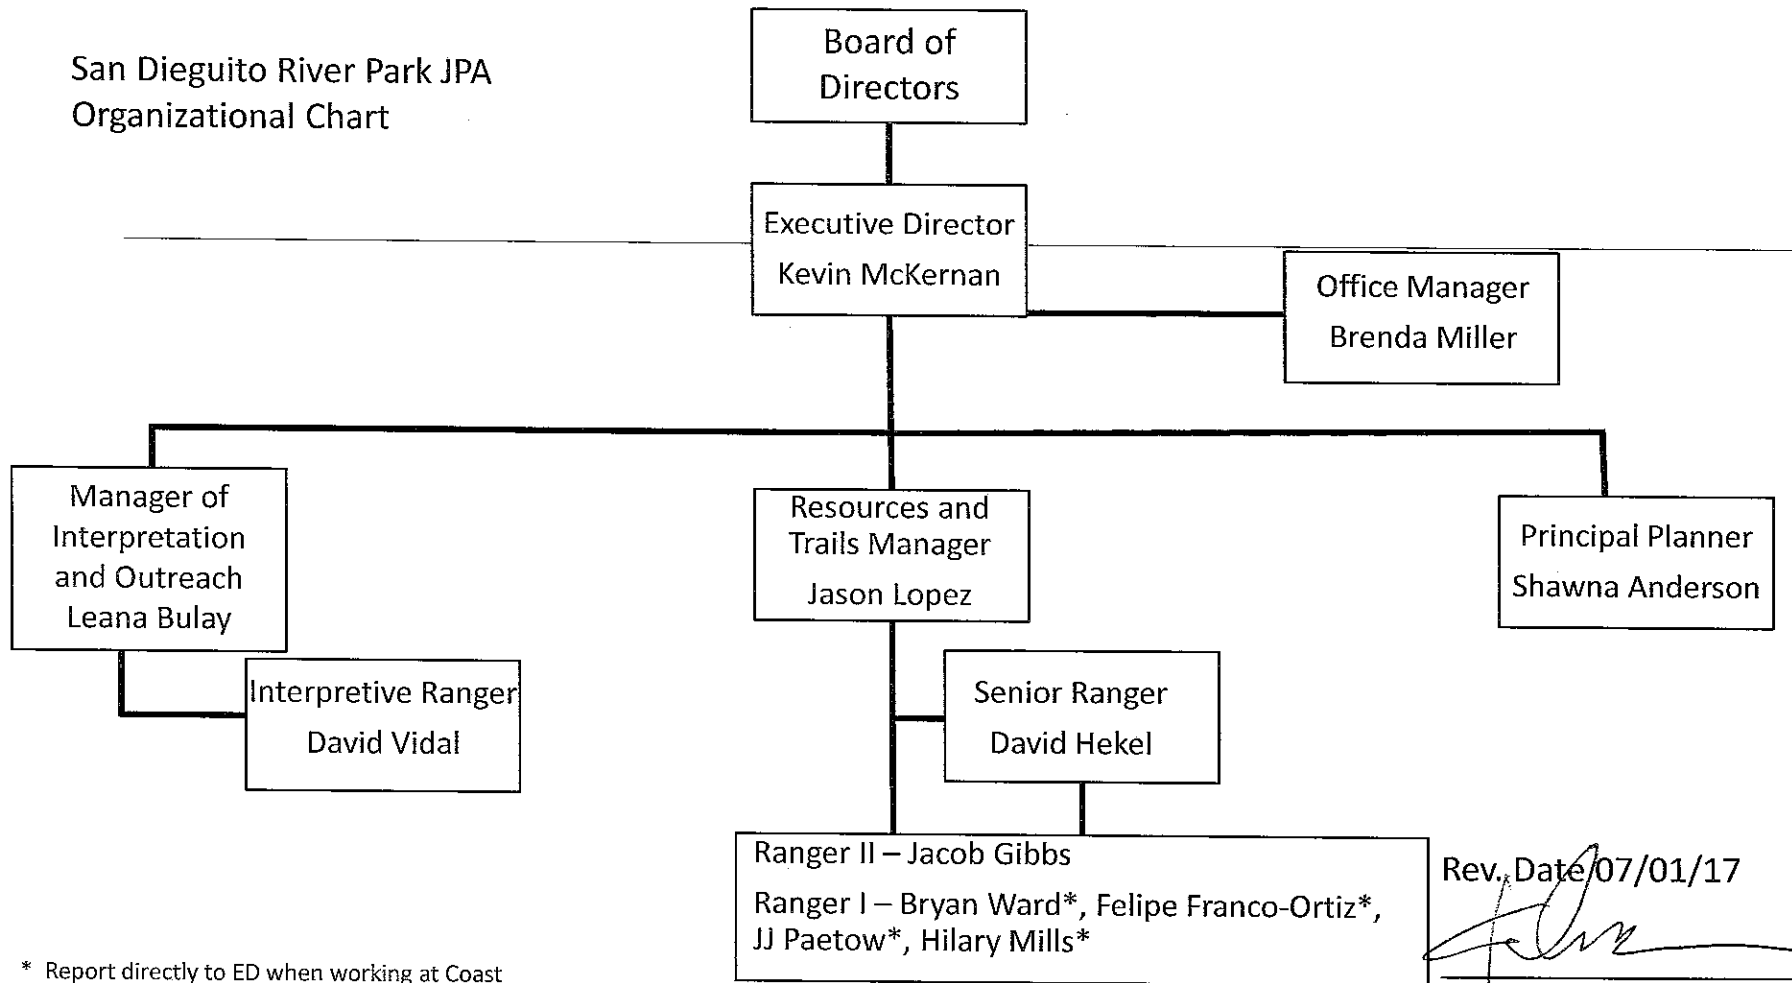 San Dieguito River Park JPA
Organizational Chart
Board of
Directors
Executive Director
Kevin McKernan
Office Manager
Brenda Miller
Manager of
Interpretation
and Outreach
Leana Bulay
Resources and
Trails Manager
Jason Lopez
Principal Planner
Shawna Anderson
Interpretive Ranger
David Vidal
Senior Ranger
David Hekel
Ranger II – Jacob Gibbs
Ranger I – Bryan Ward*, Felipe Franco-Ortiz*,
JJ Paetow*, Hilary Mills*
Rev. Date 07/01/17
* Report directly to ED when working at Coast